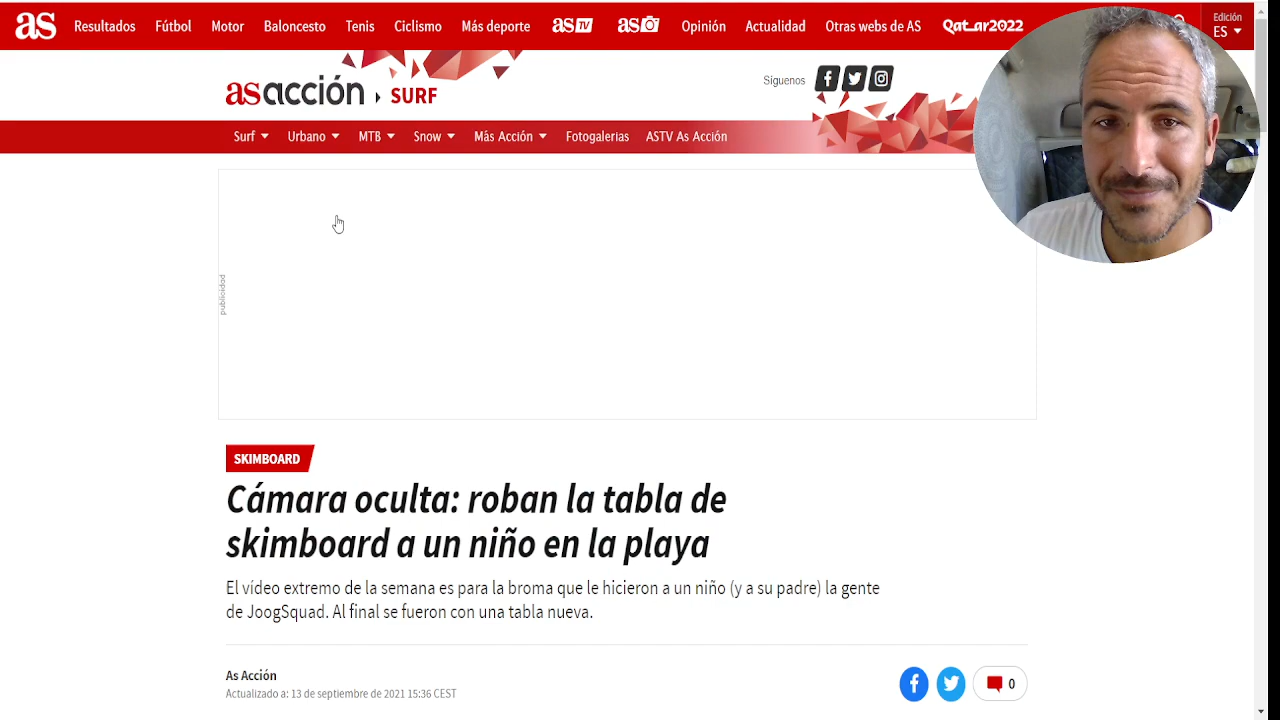 as Resultados Fútbol Motor Baloncesto Tenis Ciclismo Más deporte as TV as Opinión Actualidad Otras webs de AS Qatar2022 Edición
ES
asacción SURF Síguenos
Surf Urbano MTB Snow Más Acción Fotogalerias ASTV As Acción
publicidad
SKIMBOARD
Cámara oculta: roban la tabla de
skimboard a un niño en la playa
El vídeo extremo de la semana es para la broma que le hicieron a un niño (y a su padre) la gente
de JoogSquad. Al final se fueron con una tabla nueva.
As Acción
Actualizado a: 13 de septiembre de 2021 15:36 CEST
0